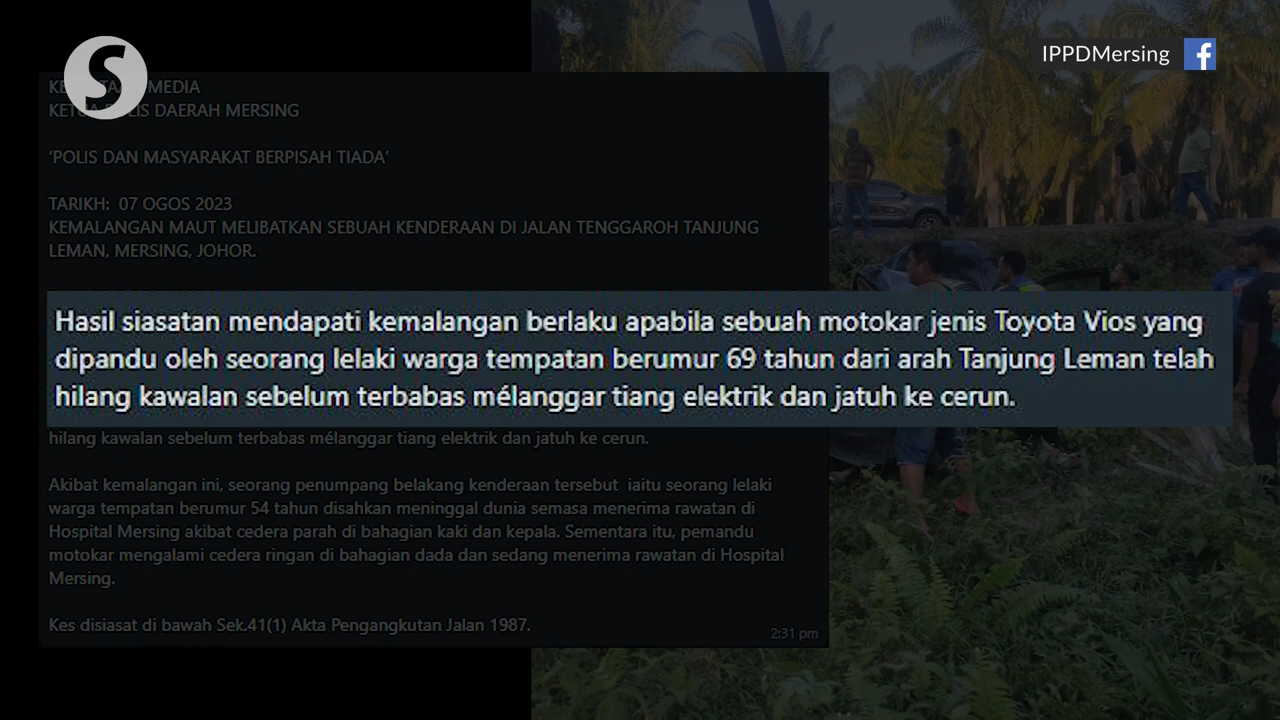 IPPDMersing
MEDIA
DAERAH MERSING
‘POLIS DAN MASYARAKAT BERPISAH TIADA’
TARIKH: 07 OGOS 2023
KEMALANGAN MAUT MELIBATKAN SEBUAH KENDERAAN DI JALAN TENGGAROH TANJUNG
LEMAN, MERSING, JOHOR.
Hasil siasatan mendapati kemalangan berlaku apabila sebuah motokar jenis Toyota Vios yang
dipandu oleh seorang lelaki warga tempatan berumur 69 tahun dari arah Tanjung Leman telah
hilang kawalan sebelum terbabas mélanggar tiang elektrik dan jatuh ke cerun.
hilang kawalan sebelum terbabas mélanggar tiang elektrik dan jatuh ke cerun.
Akibat kemalangan ini, seorang penumpang belakang kenderaan tersebut iaitu seorang lelaki
warga tempatan berumur 54 tahun disahkan meninggal dunia semasa menerima rawatan di
Hospital Mersing akibat cedera parah di bahagian kaki dan kepala. Sementara itu, pemandu
motokar mengalami cedera ringan di bahagian dada dan sedang menerima rawatan di Hospital
Mersing.
Kes disiasat di bawah Sek.41(1) Akta Pengangkutan Jalan 1987.
2:31 pm